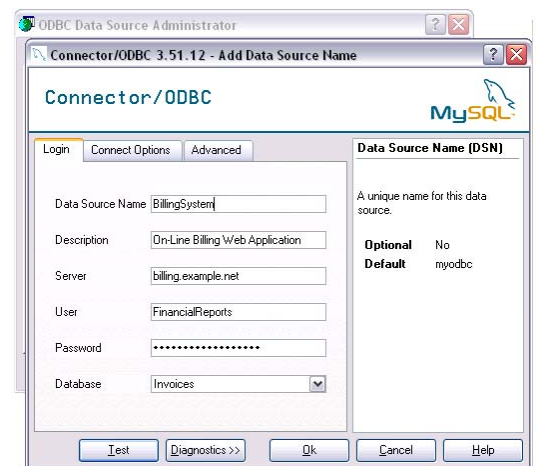 ODBC Data Source Administrator
Connector/ODBC 3.51.12 - Add Data Source Name
Connector/ODBC
MySQL
Login
Connect Options
Advanced
Data Source Name (DSN)
Data Source Name BillingSystem
A unique name for this data
source.
Description On-Line Billing Web Application
Optional No
Default myodbc
Server billing.example.net
User FinancialReports
Password ••••••••••••••••••
Database Invoices
Test
Diagnostics >>
Ok
Cancel
Help